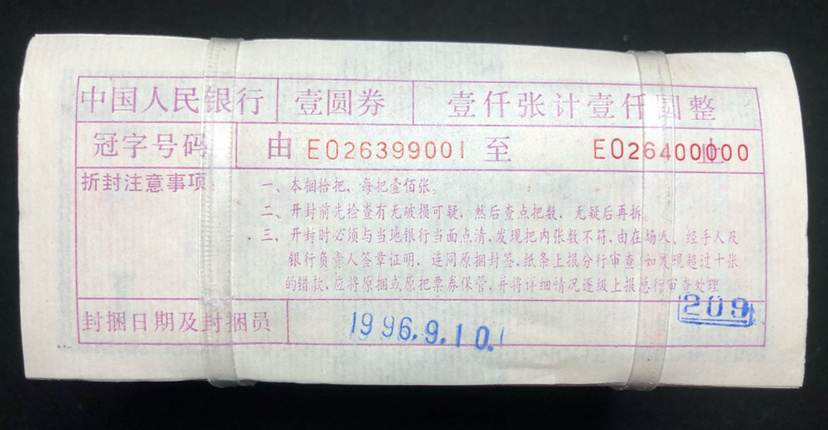 中国人民银行 壹圆券 壹仟张计壹仟圆整
冠字号码 由 E026399001 至 E026400000 止
折封注意事项
一、本捆拾把，每把壹佰张。
二、开封前先检查有无破损可疑，然后查点把数，无疑后再拆。
三、开封时必须与当地银行当面点清，发现把内张数不符，由在场人、经手人及
银行负责人签章证明，连同原捆封签，纸条上报分行审查，如发现超过十张
的错款，应将原捆或原把票券保管，并将详细情况逐级上报总行审查处理
封捆日期及封捆员 1996.9.10. 209